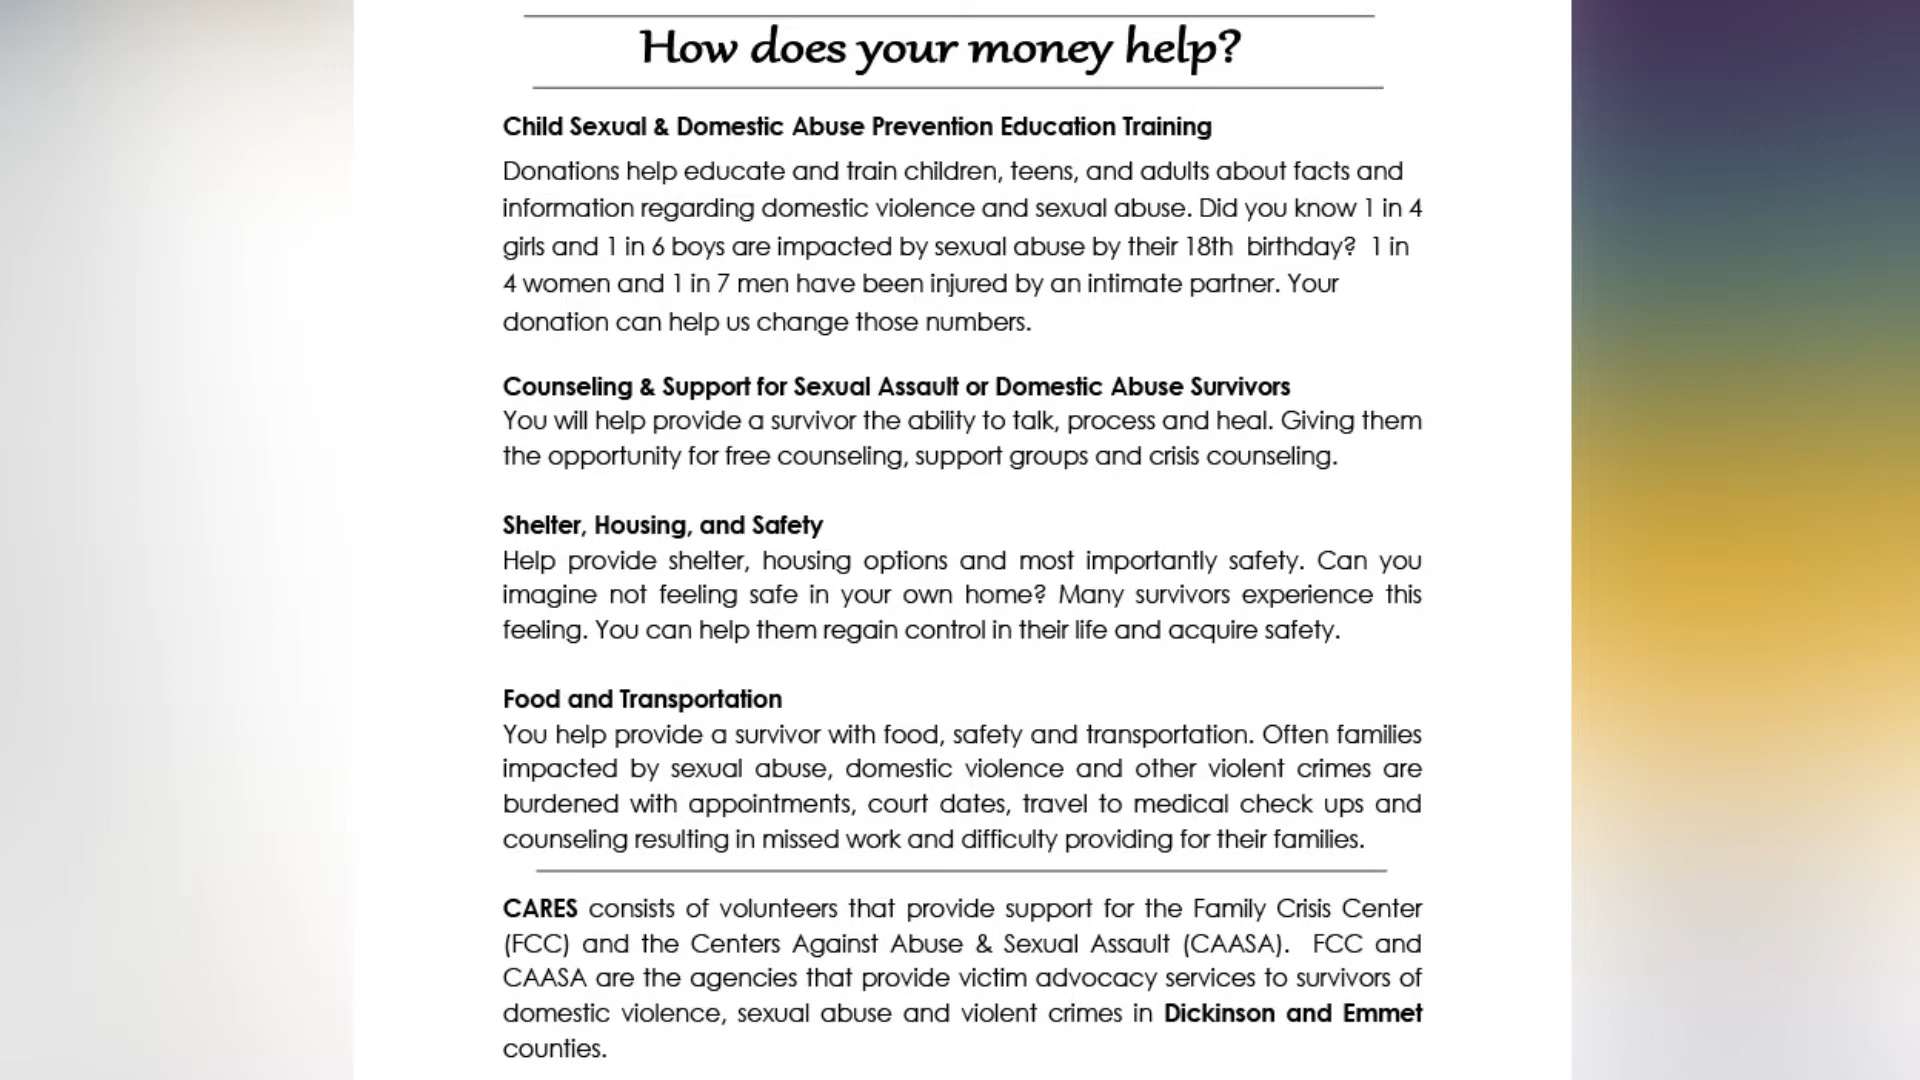 How does your money help?
Child Sexual & Domestic Abuse Prevention Education Training
Donations help educate and train children, teens, and adults about facts and
information regarding domestic violence and sexual abuse. Did you know 1 in 4
girls and 1 in 6 boys are impacted by sexual abuse by their 18th birthday? 1 in
4 women and 1 in 7 men have been injured by an intimate partner. Your
donation can help us change those numbers.
Counseling & Support for Sexual Assault or Domestic Abuse Survivors
You will help provide a survivor the ability to talk, process and heal. Giving them
the opportunity for free counseling, support groups and crisis counseling.
Shelter, Housing, and Safety
Help provide shelter, housing options and most importantly safety. Can you
imagine not feeling safe in your own home? Many survivors experience this
feeling. You can help them regain control in their life and acquire safety.
Food and Transportation
You help provide a survivor with food, safety and transportation. Often families
impacted by sexual abuse, domestic violence and other violent crimes are
burdened with appointments, court dates, travel to medical check ups and
counseling resulting in missed work and difficulty providing for their families.
CARES consists of volunteers that provide support for the Family Crisis Center
(FCC) and the Centers Against Abuse & Sexual Assault (CAASA). FCC and
CAASA are the agencies that provide victim advocacy services to survivors of
domestic violence, sexual abuse and violent crimes in Dickinson and Emmet
counties.